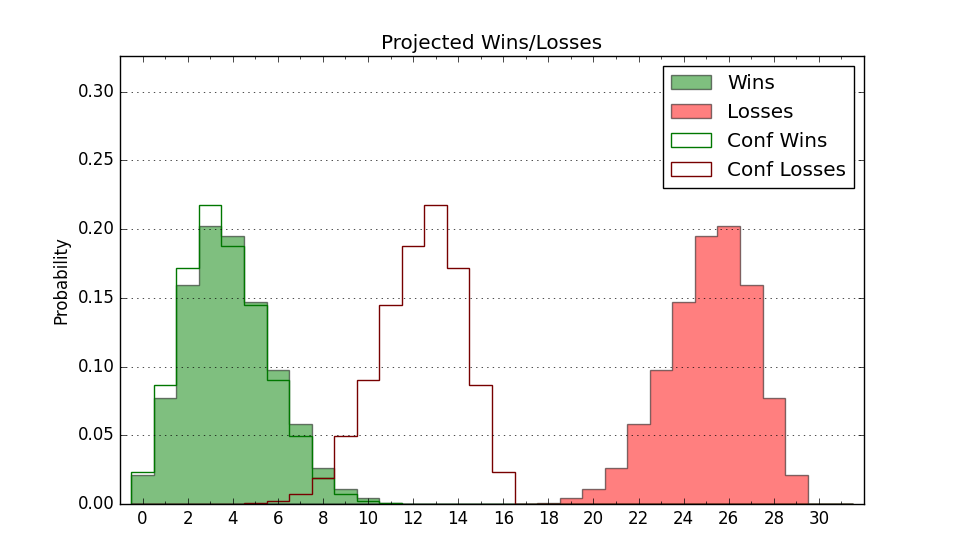 Projected Wins/Losses
Wins
Losses
Conf Wins
Conf Losses
Probability
0.30
0.25
0.20
0.15
0.10
0.05
0.00
0 2 4 6 8 10 12 14 16 18 20 22 24 26 28 30